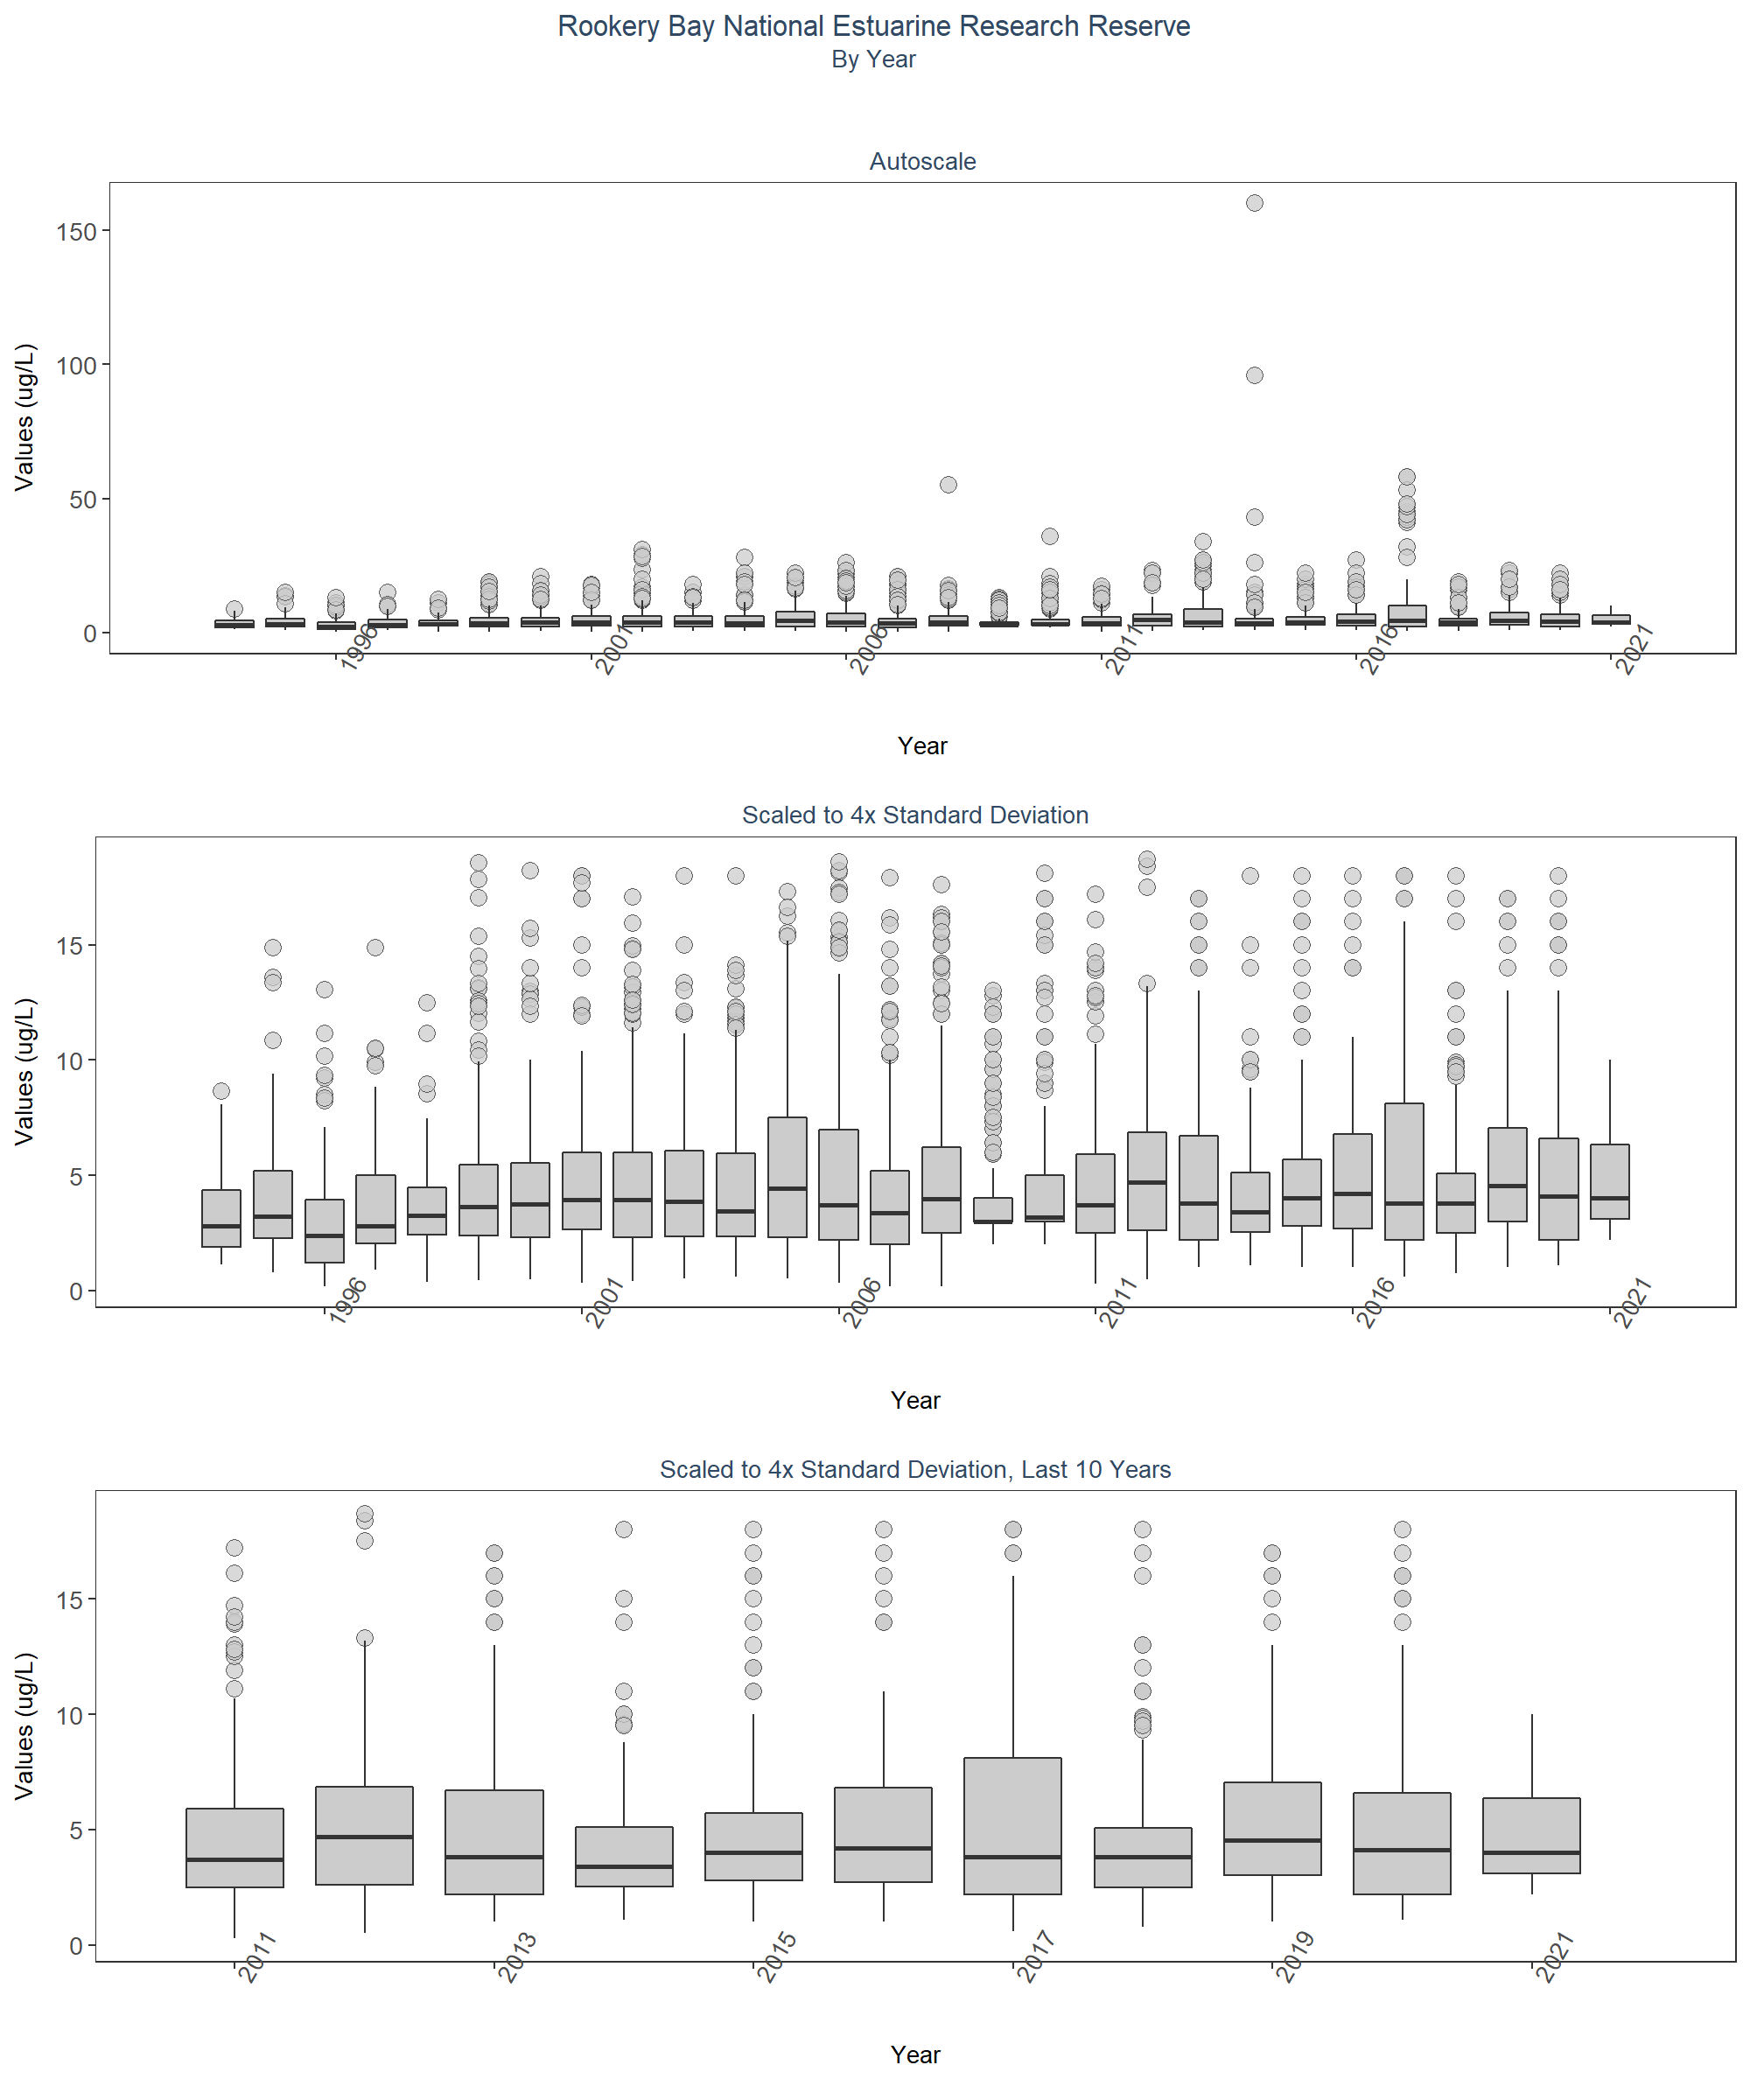 Rookery Bay National Estuarine Research Reserve
By Year
Autoscale
Values (ug/L)
150
100
50
0
1996
2001
2006
2011
2016
2021
Year
Scaled to 4x Standard Deviation
Values (ug/L)
15
10
5
0
1996
2001
2006
2011
2016
2021
Year
Scaled to 4x Standard Deviation, Last 10 Years
Values (ug/L)
15
10
5
0
2011
2013
2015
2017
2019
2021
Year